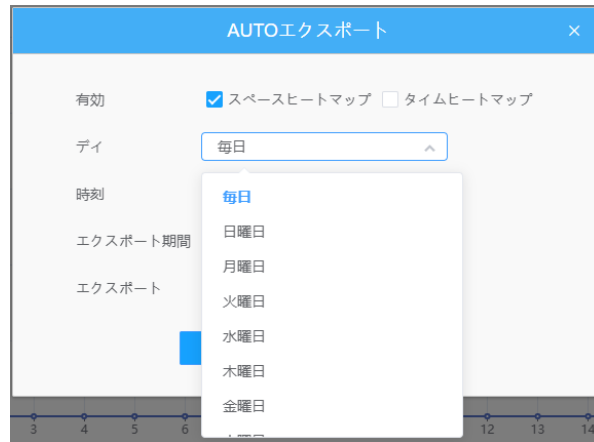 AUTOエクスポート ×
有効 スペースヒートマップ タイムヒートマップ
デイ 毎日
時刻 毎日
日曜日
エクスポート期間
月曜日
エクスポート 火曜日
水曜日
木曜日
金曜日
3 4 5 6 12 13 14